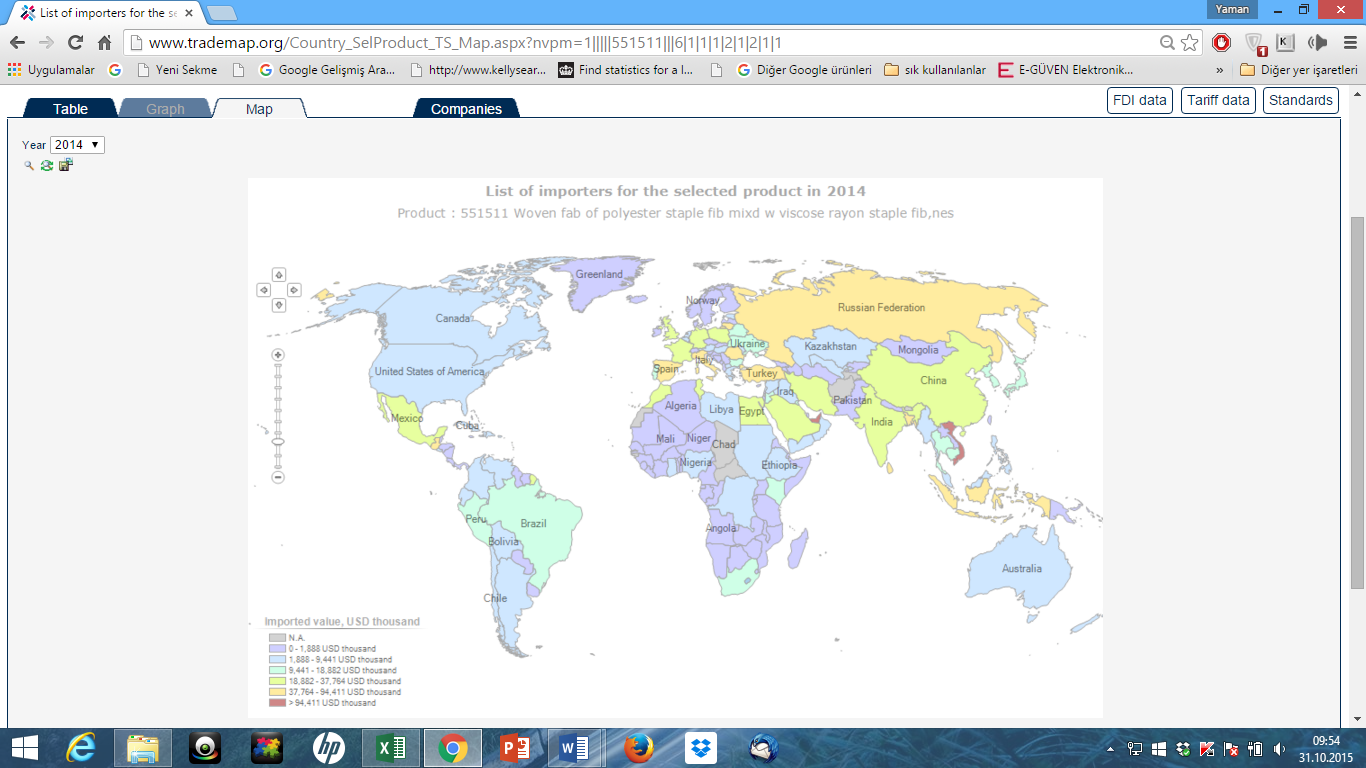 List of importers for the se
Yaman
www.trademap.org/Country_SelProduct_TS_Map.aspx?nvpm=1|||||551511|||6|1|1|1|2|1|2|1|1
Uygulamalar
Yeni Sekme
Google Gelişmiş Ara...
http://www.kellysear...
Find statistics for a l...
Diğer Google ürünleri
sık kullanılanlar
E-GÜVEN Elektronik...
»
Diğer yer işaretleri
Table
Graph
Map
Companies
FDI data
Tariff data
Standards
Year 2014
List of importers for the selected product in 2014
Product : 551511 Woven fab of polyester staple fib mixd w viscose rayon staple fib,nes
Greenland
Norway
Russian Federation
Canada
Ukraine
Kazakhstan
Mongolia
Italy
United States of America
Spain
Turkey
China
Iraq
Pakistan
Algeria
Libya
Egypt
Mexico
India
Cuba
Mali
Niger
Chad
Nigeria
Ethiopia
Peru
Brazil
Angola
Bolivia
Australia
Chile
Imported value, USD thousand
N.A.
0 - 1,888 USD thousand
1,888 - 9,441 USD thousand
9,441 - 18,882 USD thousand
18,882 - 37,764 USD thousand
37,764 - 94,411 USD thousand
> 94,411 USD thousand
09:54
31.10.2015